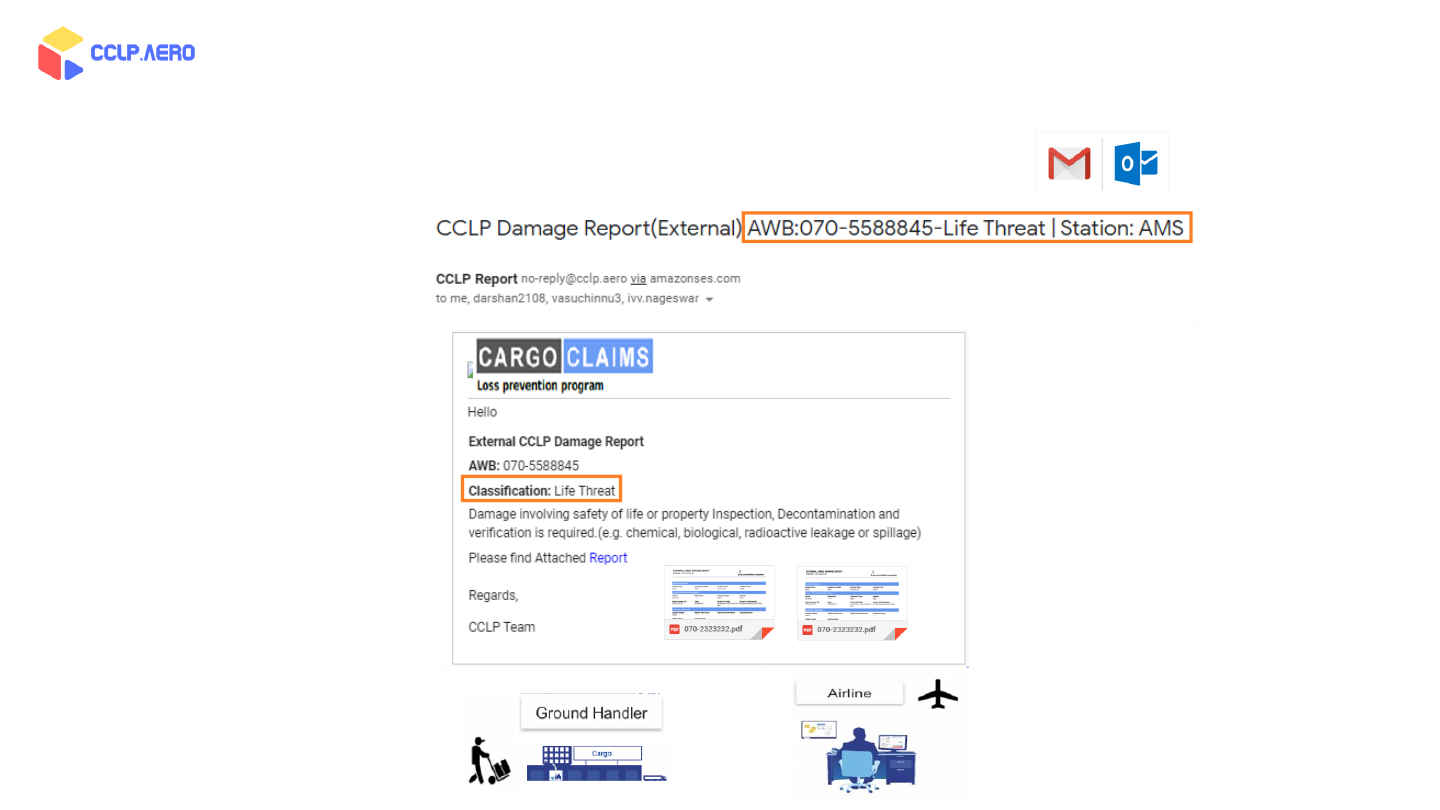 CCLP.AERO
CCLP Damage Report(External) AWB:070-5588845-Life Threat | Station: AMS
CCLP Report no-reply@cclp.aero via amazonses.com
to me, darshan2108, vasuchinnu3, ivv.nageswar
CARGO CLAIMS
Loss prevention program
Hello
External CCLP Damage Report
AWB: 070-5588845
Classification: Life Threat
Damage involving safety of life or property Inspection, Decontamination and
verification is required.(e.g. chemical, biological, radioactive leakage or spillage)
Please find Attached Report
Regards,
CCLP Team
PDF 070-2323232.pdf
PDF 070-2323232.pdf
Ground Handler
Cargo
Airline